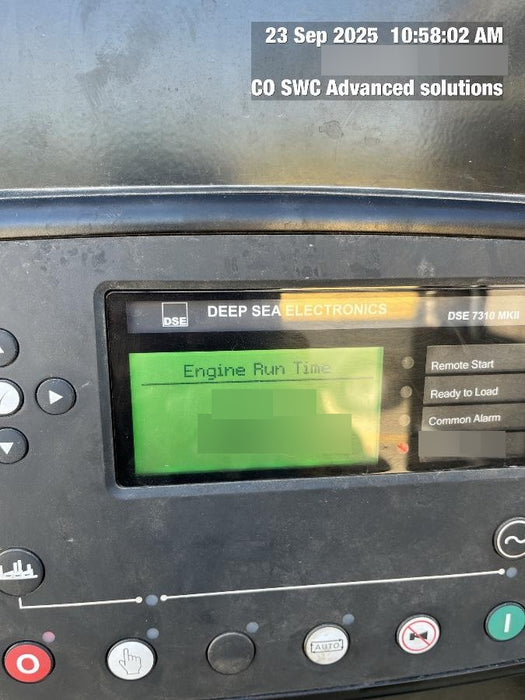 23 Sep 2025 10:58:02 AM
CO SWC Advanced solutions
DSE
DEEP SEA ELECTRONICS
DSE 7310 MKII
Engine Run Time
Remote Start
Ready to Load
Common Alarm
AUTO